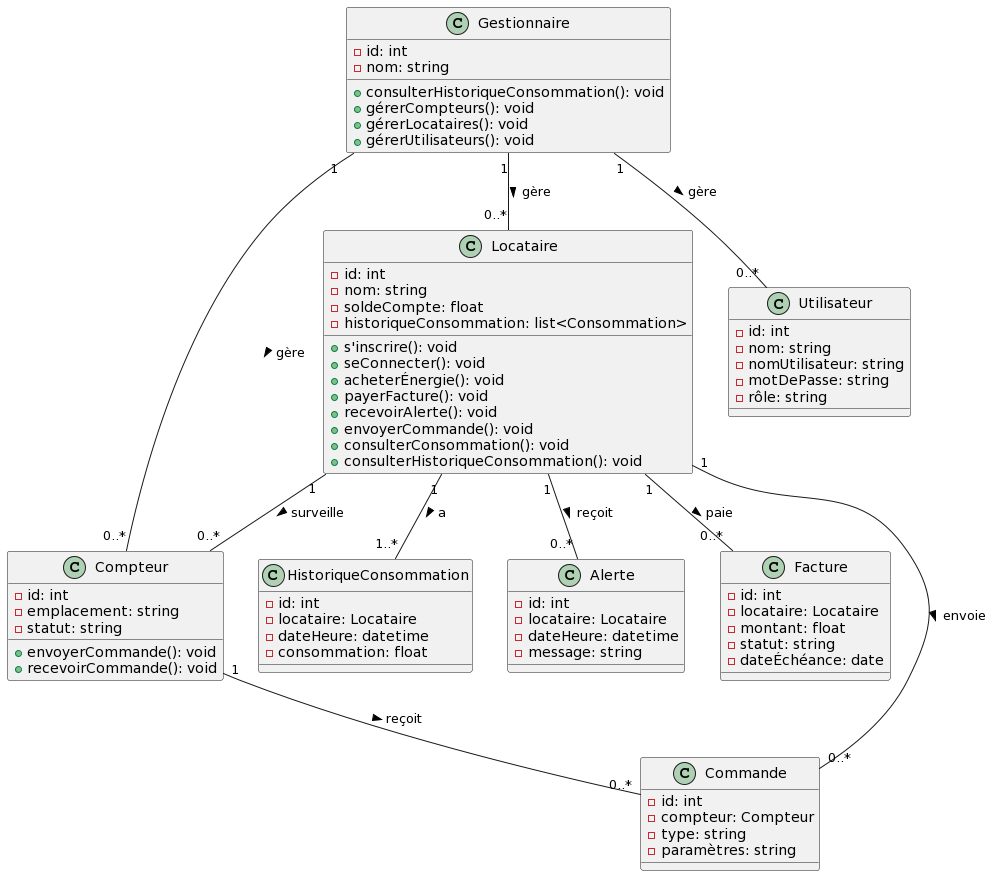 C Gestionnaire
id: int
nom: string
consulterHistoriqueConsommation(): void
gérerCompteurs(): void
gérerLocataires(): void
gérerUtilisateurs(): void
1
1
1
gère
gère
0..*
0..*
C Locataire
id: int
nom: string
soldeCompte: float
historiqueConsommation: list<Consommation>
s'inscrire(): void
seConnecter(): void
acheterÉnergie(): void
payerFacture(): void
recevoirAlerte(): void
envoyerCommande(): void
consulterConsommation(): void
consulterHistoriqueConsommation(): void
C Utilisateur
id: int
nom: string
nomUtilisateur: string
motDePasse: string
rôle: string
gère
1
1
1
1
1
surveille
a
reçoit
paie
0..*
0..*
1..*
0..*
0..*
C Compteur
id: int
emplacement: string
statut: string
envoyerCommande(): void
recevoirCommande(): void
C HistoriqueConsommation
id: int
locataire: Locataire
dateHeure: datetime
consommation: float
C Alerte
id: int
locataire: Locataire
dateHeure: datetime
message: string
C Facture
id: int
locataire: Locataire
montant: float
statut: string
dateÉchéance: date
envoie
1
reçoit
0..*
0..*
C Commande
id: int
compteur: Compteur
type: string
paramètres: string